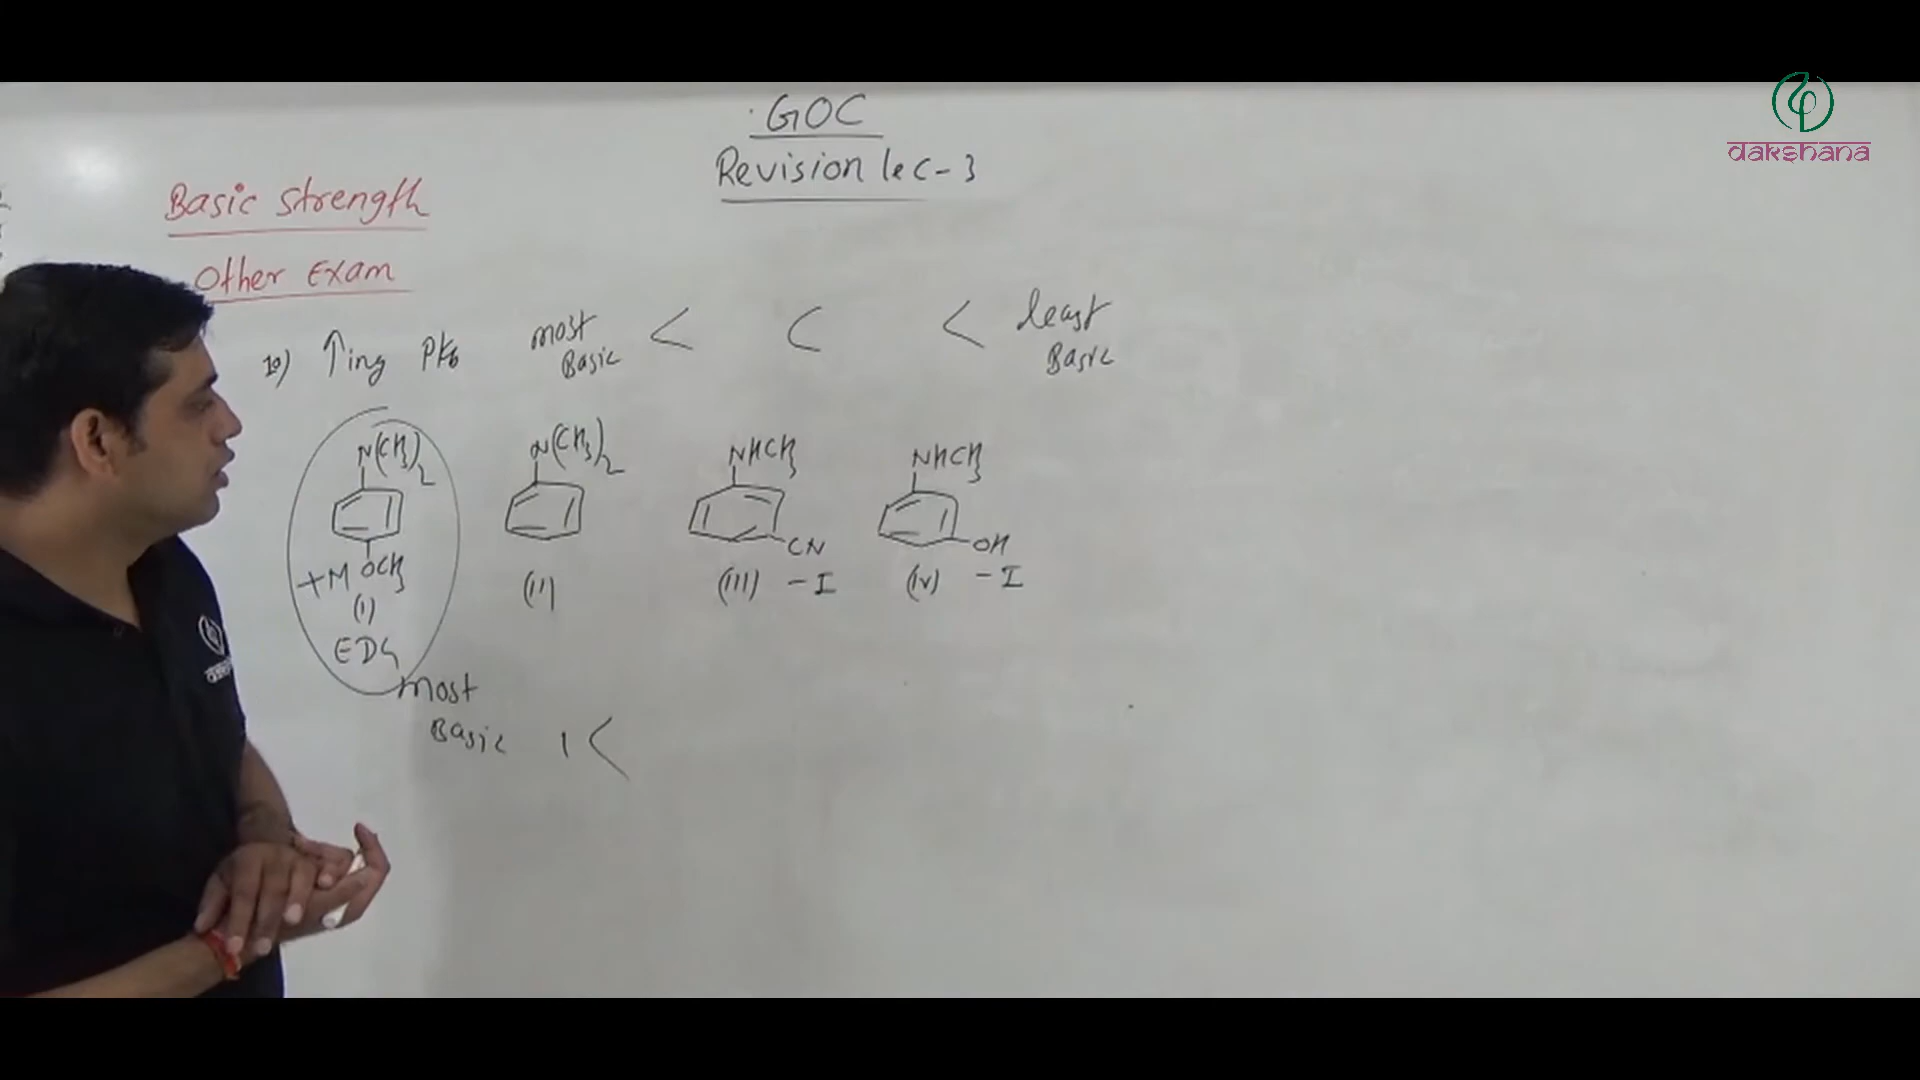 GOC
Revision lec-3
dakshana
Basic strength
Other Exam
10) ↑ing PKb
most Basic < < < least Basic
N(CH3)2 N(CH3)2 NHCH3 NHCH3
+M OCH3 CN OH
(I) (II) (III) -I (IV) -I
EDG
most
Basic I <